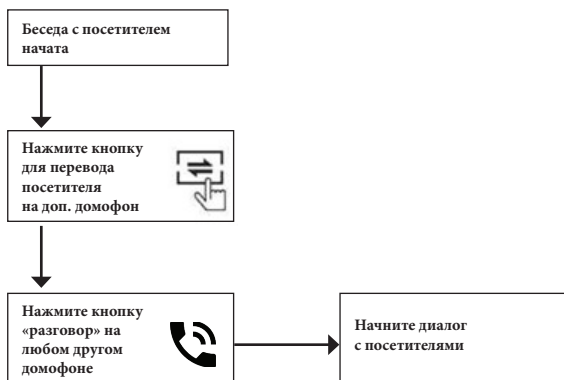 Беседа с посетителем
начата
Нажмите кнопку
для перевода
посетителя
на доп. домофон
Нажмите кнопку
«разговор» на
любом другом
домофоне
Начните диалог
с посетителями